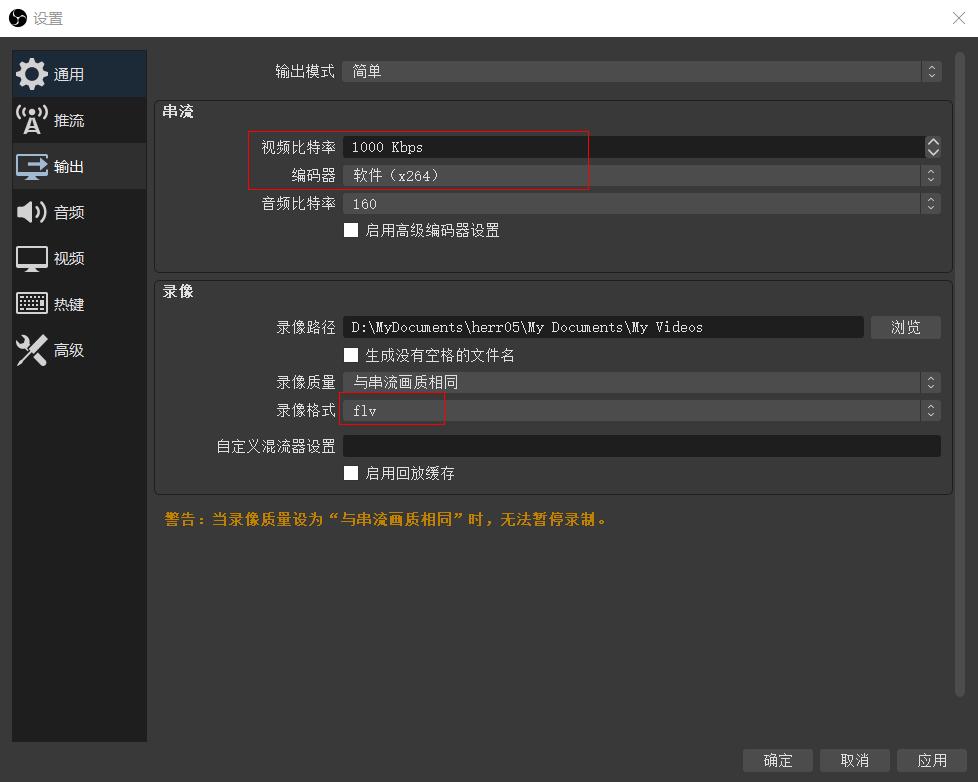 设置
通用
推流
输出
音频
视频
热键
高级
输出模式 简单
串流
视频比特率 1000 Kbps
编码器 软件（x264）
音频比特率 160
启用高级编码器设置
录像
录像路径 D:\MyDocuments\herr05\My Documents\My Videos 浏览
生成没有空格的文件名
录像质量 与串流画质相同
录像格式 flv
自定义混流器设置
启用回放缓存
警告：当录像质量设为“与串流画质相同”时，无法暂停录制。
确定 取消 应用